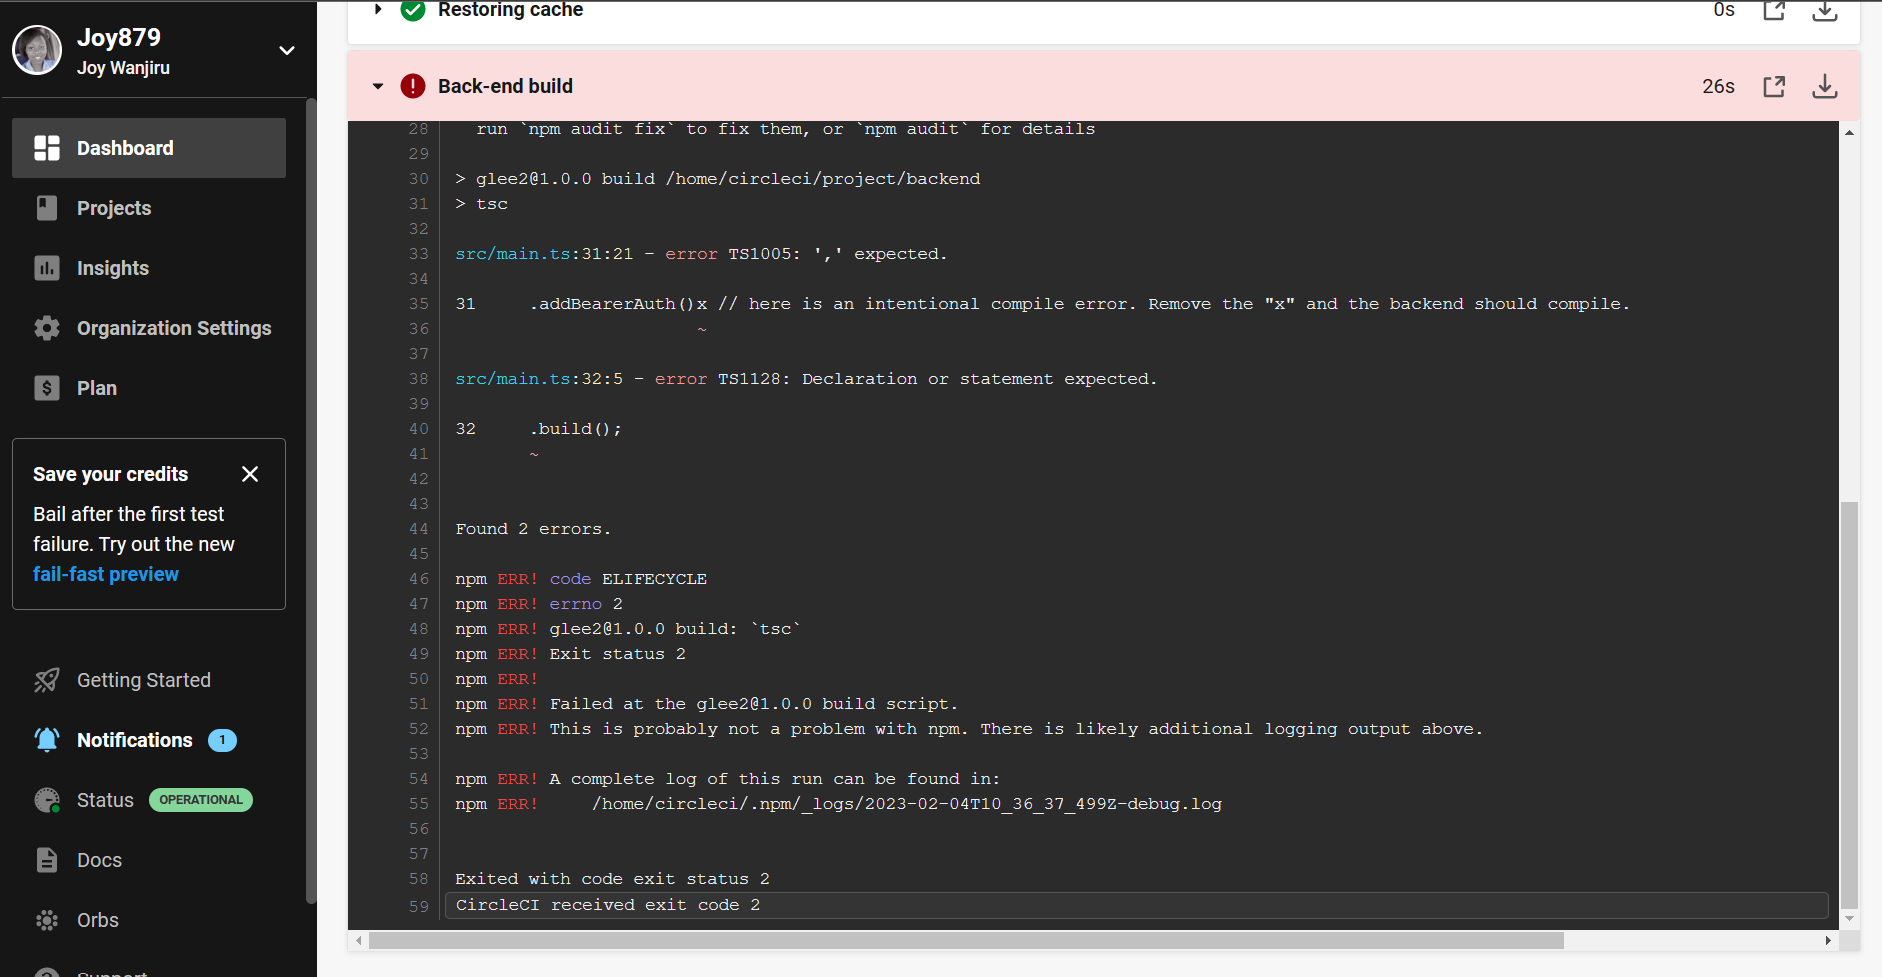 Joy879
Joy Wanjiru
Dashboard
Projects
Insights
Organization Settings
Plan
Save your credits
Bail after the first test
failure. Try out the new
fail-fast preview
Getting Started
Notifications 1
Status OPERATIONAL
Docs
Orbs
Support
Restoring cache 0s
Back-end build 26s
28 run `npm audit fix` to fix them, or `npm audit` for details
29
30 > glee2@1.0.0 build /home/circleci/project/backend
31 > tsc
32
33 src/main.ts:31:21 - error TS1005: ',' expected.
34
35 31 .addBearerAuth()x // here is an intentional compile error. Remove the "x" and the backend should compile.
36 ~
37
38 src/main.ts:32:5 - error TS1128: Declaration or statement expected.
39
40 32 .build();
41 ~
42
43
44 Found 2 errors.
45
46 npm ERR! code ELIFECYCLE
47 npm ERR! errno 2
48 npm ERR! glee2@1.0.0 build: `tsc`
49 npm ERR! Exit status 2
50 npm ERR!
51 npm ERR! Failed at the glee2@1.0.0 build script.
52 npm ERR! This is probably not a problem with npm. There is likely additional logging output above.
53
54 npm ERR! A complete log of this run can be found in:
55 npm ERR! /home/circleci/.npm/_logs/2023-02-04T10_36_37_499Z-debug.log
56
57
58 Exited with code exit status 2
59 CircleCI received exit code 2